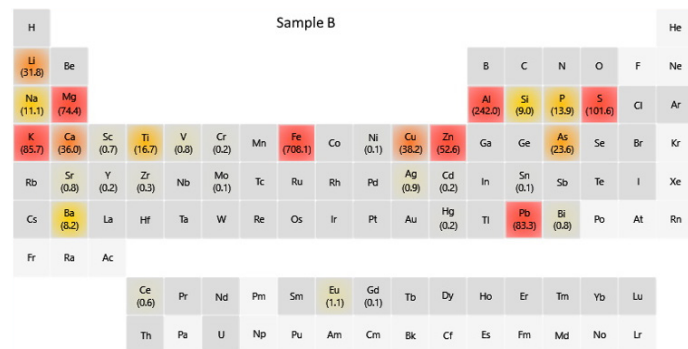 Sample B
H He
Li Be B C N O F Ne
(31.8)
Na Mg Al Si P S Cl Ar
(11.1) (74.4) (242.0) (9.0) (13.9) (101.6)
K Ca Sc Ti V Cr Mn Fe Co Ni Cu Zn Ga Ge As Se Br Kr
(85.7) (36.0) (0.7) (16.7) (0.8) (0.2) (708.1) (0.1) (38.2) (52.6) (23.6)
Rb Sr Y Zr Nb Mo Tc Ru Rh Pd Ag Cd In Sn Sb Te I Xe
(0.8) (0.2) (0.3) (0.1) (0.9) (0.2) (0.1)
Cs Ba La Hf Ta W Re Os Ir Pt Au Hg Tl Pb Bi Po At Rn
(8.2) (0.2) (83.3) (0.8)
Fr Ra Ac
Ce Pr Nd Pm Sm Eu Gd Tb Dy Ho Er Tm Yb Lu
(0.6) (1.1) (0.1)
Th Pa U Np Pu Am Cm Bk Cf Es Fm Md No Lr